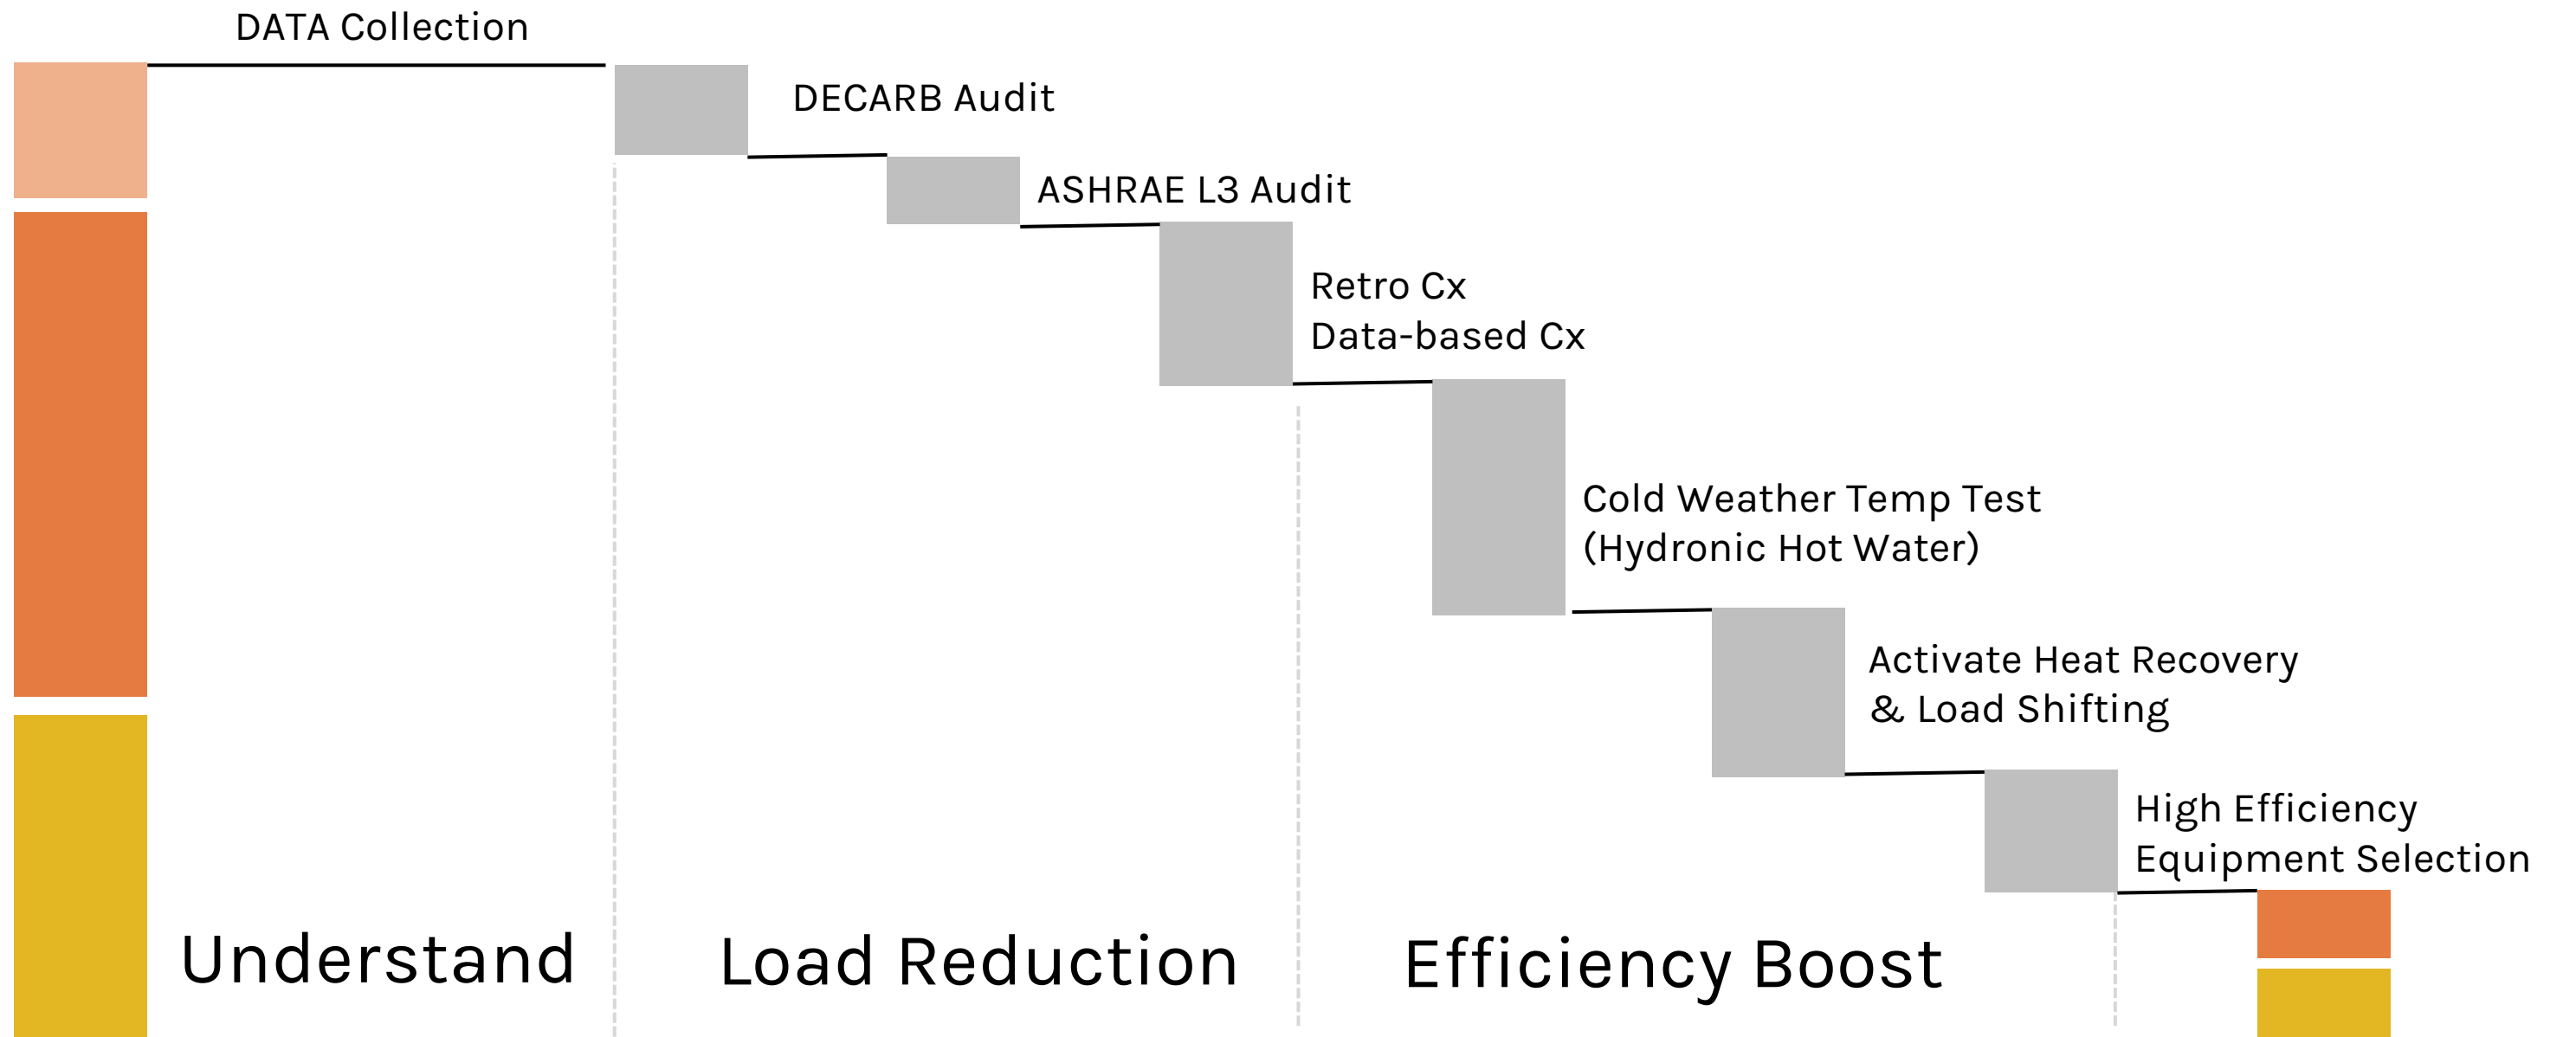 DATA Collection
DECARB Audit
ASHRAE L3 Audit
Retro Cx
Data-based Cx
Cold Weather Temp Test
(Hydronic Hot Water)
Activate Heat Recovery
& Load Shifting
High Efficiency
Equipment Selection
Understand
Load Reduction
Efficiency Boost